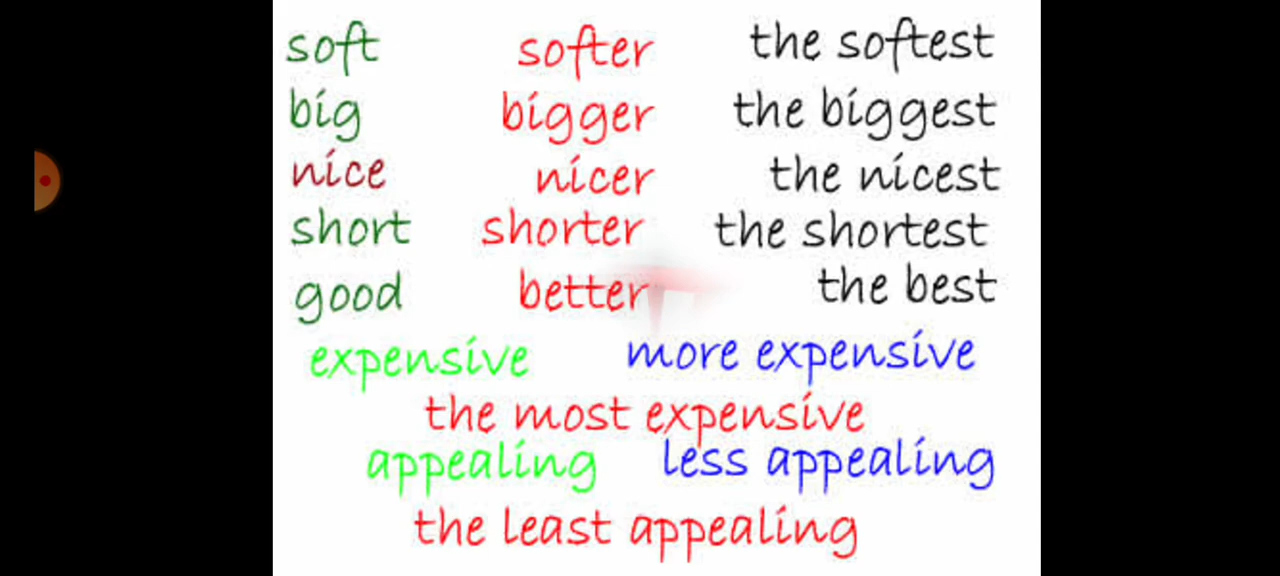 soft softer the softest
big bigger the biggest
nice nicer the nicest
short shorter the shortest
good better the best
expensive more expensive
the most expensive
appealing less appealing
the least appealing